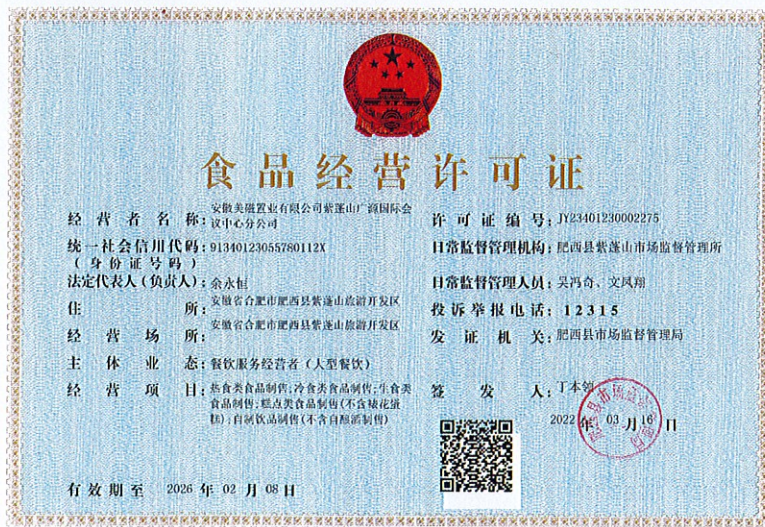 食品经营许可证
经营者名称：安徽美磁置业有限公司紫蓬山广源国际会
议中心分公司
统一社会信用代码：91340123055780112X
（身份证号码）
法定代表人（负责人）：余永恒
住所：安徽省合肥市肥西县紫蓬山旅游开发区
经营场所：安徽省合肥市肥西县紫蓬山旅游开发区
主体业态：餐饮服务经营者（大型餐饮）
经营项目：热食类食品制售；冷食类食品制售；生食类
食品制售；糕点类食品制售（不含裱花蛋
糕）；自制饮品制售（不含自酿酒制售）
许可证编号：JY23401230002275
日常监督管理机构：肥西县紫蓬山市场监督管理所
日常监督管理人员：吴冯奇、文凤翔
投诉举报电话：12315
发证机关：肥西县市场监督管理局
签发人：丁本领
2022年03月16日
肥西县市场监督管理局
有效期至 2026年02月08日